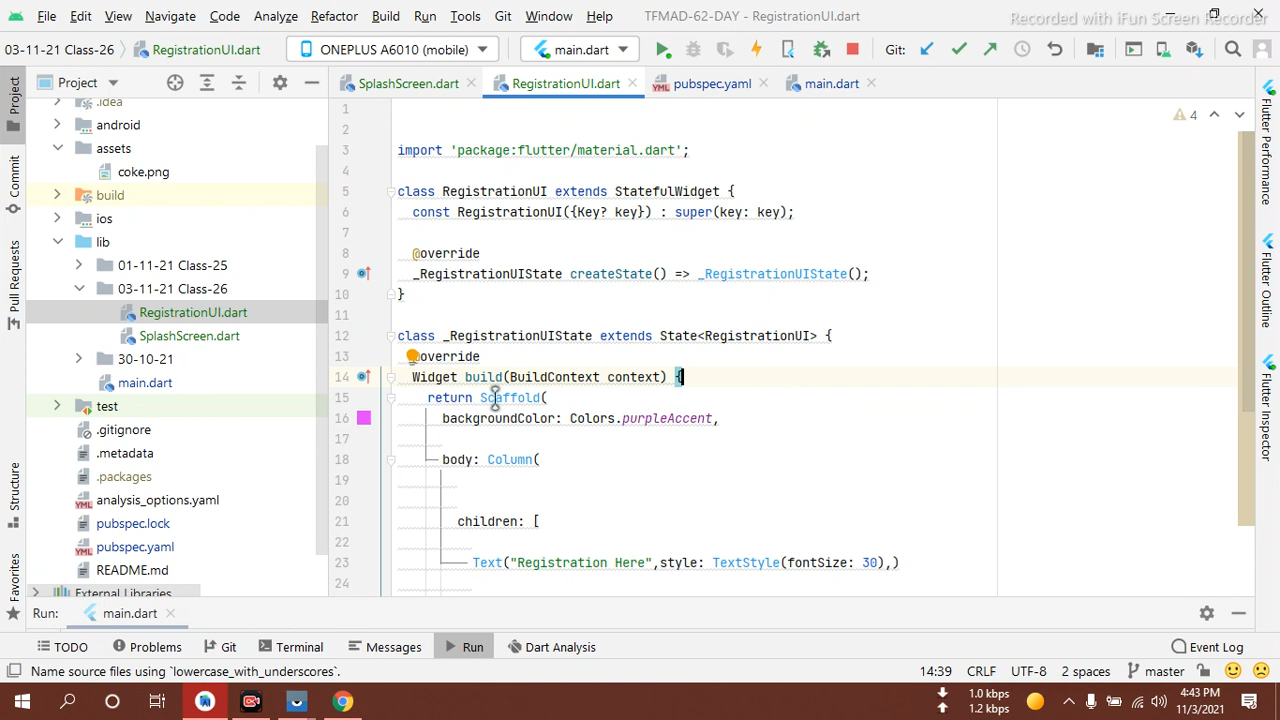 File Edit View Navigate Code Analyze Refactor Build Run Tools Git Window Help TFMAD-62-DAY - RegistrationUI.dart
Recorded with iFun Screen Recorder
03-11-21 Class-26 RegistrationUI.dart ONEPLUS A6010 (mobile) main.dart Git:
Project SplashScreen.dart RegistrationUI.dart pubspec.yaml main.dart
Project
Commit
Pull Requests
Structure
Favorites
.idea
android
assets
coke.png
build
ios
lib
01-11-21 Class-25
03-11-21 Class-26
RegistrationUI.dart
SplashScreen.dart
30-10-21
main.dart
test
.gitignore
.metadata
.packages
analysis_options.yaml
pubspec.lock
pubspec.yaml
README.md
External Libraries
4
1
2
3 import 'package:flutter/material.dart';
4
5 class RegistrationUI extends StatefulWidget {
6 const RegistrationUI({Key? key}) : super(key: key);
7
8 @override
9 _RegistrationUIState createState() => _RegistrationUIState();
10 }
11
12 class _RegistrationUIState extends State<RegistrationUI> {
13 @override
14 Widget build(BuildContext context) {
15 return Scaffold(
16 backgroundColor: Colors.purpleAccent,
17
18 body: Column(
19
20
21 children: [
22
23 Text("Registration Here",style: TextStyle(fontSize: 30),)
24
Flutter Performance
Flutter Outline
Flutter Inspector
Run: main.dart
TODO Problems Git Terminal Messages Run Dart Analysis Event Log
Name source files using `lowercase_with_underscores`. 14:39 CRLF UTF-8 2 spaces master
1.0 kbps
1.2 kbps
4:43 PM
11/3/2021